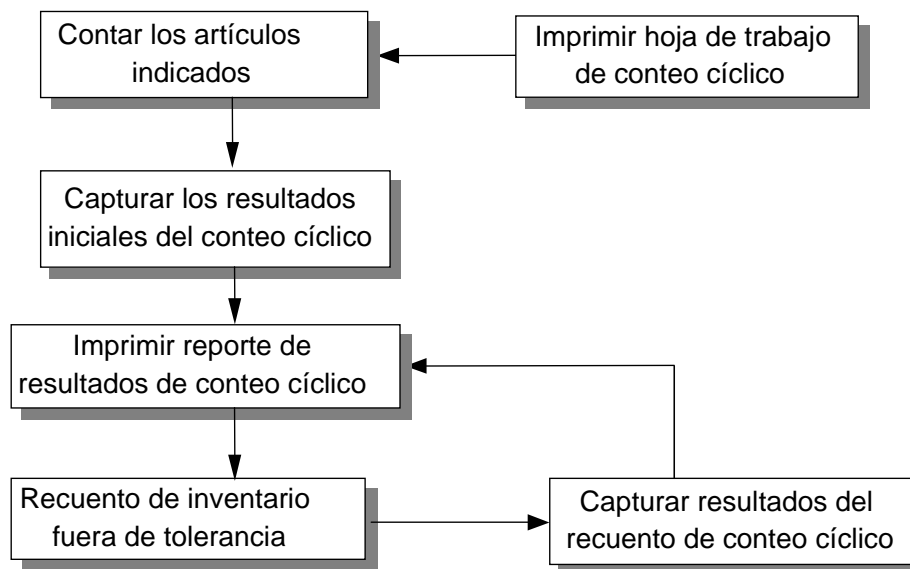 Contar los artículos
indicados
Imprimir hoja de trabajo
de conteo cíclico
Capturar los resultados
iniciales del conteo cíclico
Imprimir reporte de
resultados de conteo cíclico
Recuento de inventario
fuera de tolerancia
Capturar resultados del
recuento de conteo cíclico